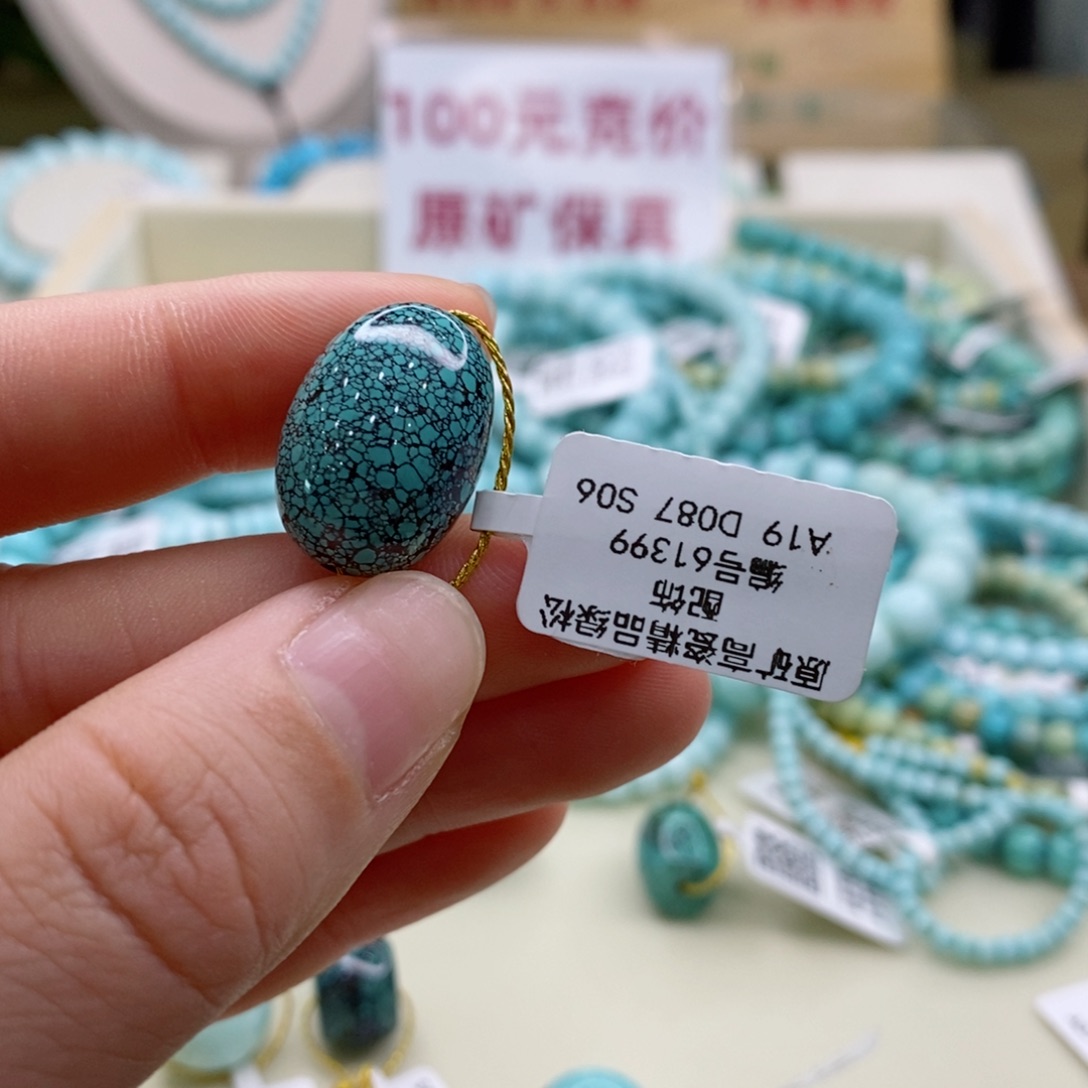 100元竞价
原矿保真
原矿高瓷精品绿松
配饰
编号61399
A19 D087 S06